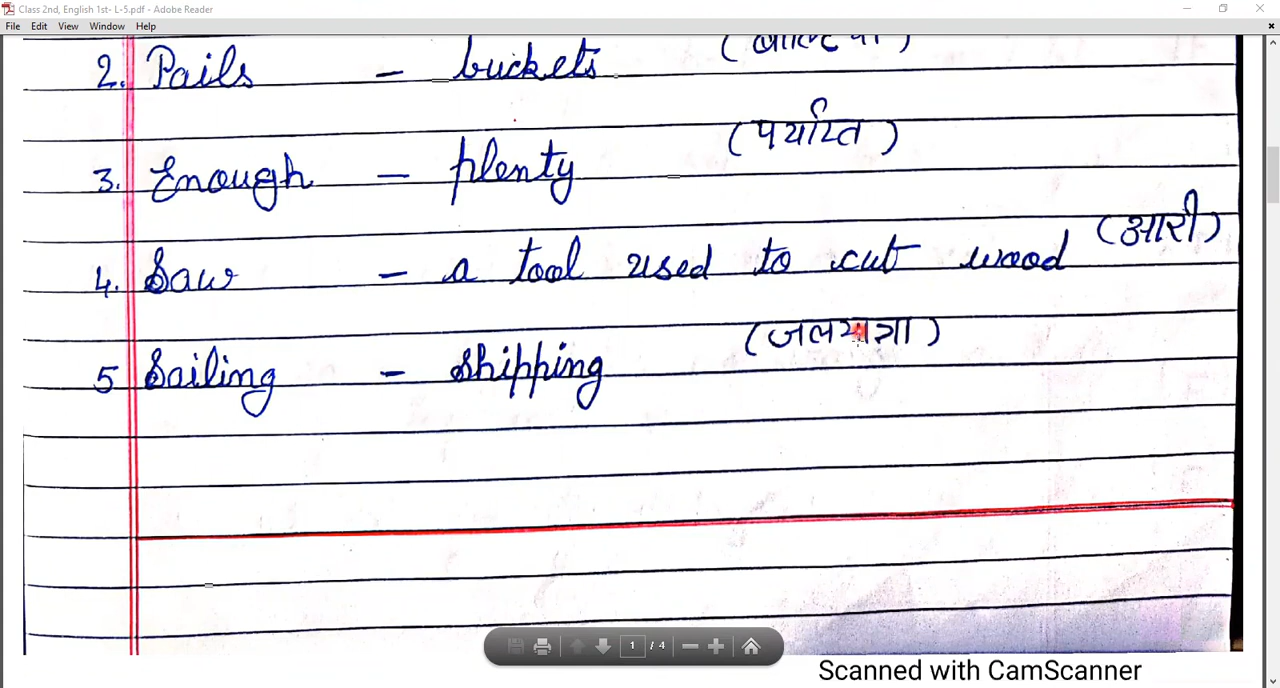 Class 2nd, English 1st- L-5.pdf - Adobe Reader
File Edit View Window Help
2. Pails - buckets
3. Enough - plenty (पर्याप्त)
4. Saw - a tool used to cut wood (आरी)
5 Sailing - shipping (जलयात्रा)
1 / 4
Scanned with CamScanner